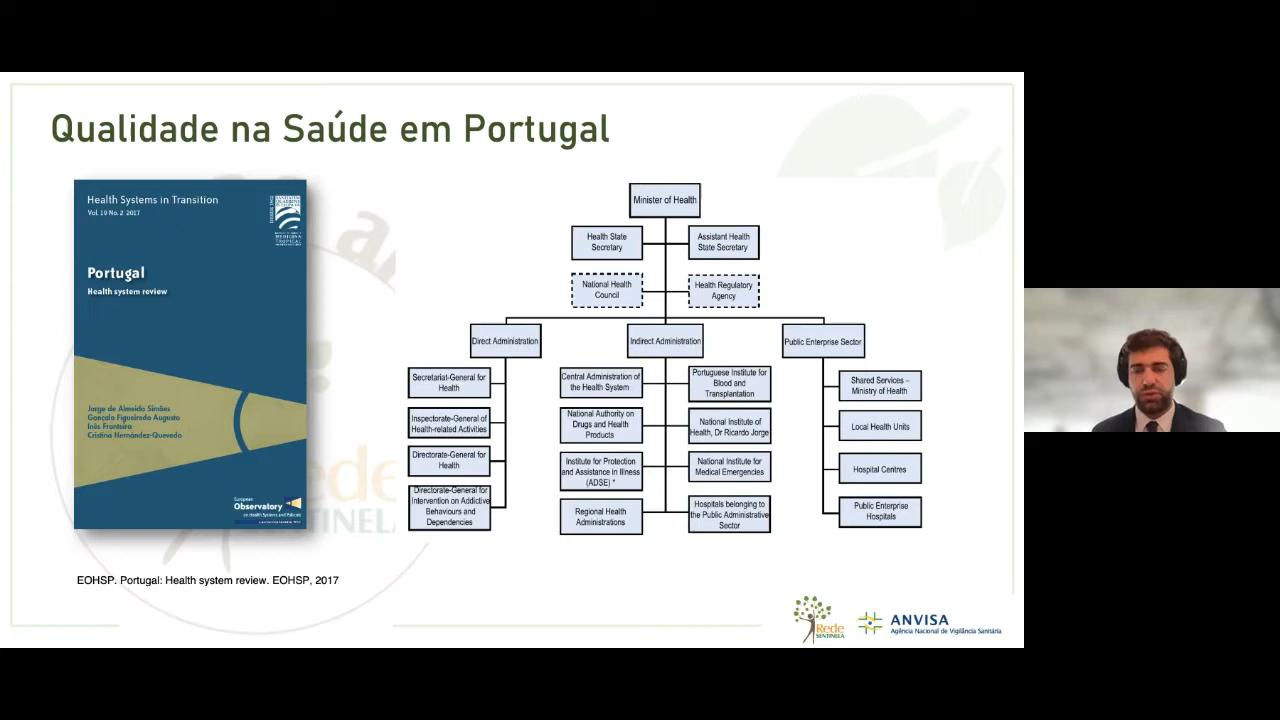 Qualidade na Saúde em Portugal
Health Systems in Transition
Vol. 19 No. 2 2017
Portugal
Health system review
Jorge de Almeida Simões
Gonçalo Figueiredo Augusto
Inês Fronteira
Cristina Hernández-Quevedo
European
Observatory
on Health Systems and Policies
EOHSP. Portugal: Health system review. EOHSP, 2017
Minister of Health
Health State
Secretary
Assistant Health
State Secretary
National Health
Council
Health Regulatory
Agency
Direct Administration
Indirect Administration
Public Enterprise Sector
Secretariat-General for
Health
Inspectorate-General of
Health-related Activities
Directorate-General for
Health
Directorate-General for
Intervention on Addictive
Behaviours and
Dependencies
Central Administration of
the Health System
National Authority on
Drugs and Health
Products
Institute for Protection
and Assistance in Illness
(ADSE) *
Regional Health
Administrations
Portuguese Institute for
Blood and
Transplantation
National Institute of
Health, Dr Ricardo Jorge
National Institute for
Medical Emergencies
Hospitals belonging to
the Public Administrative
Sector
Shared Services –
Ministry of Health
Local Health Units
Hospital Centres
Public Enterprise
Hospitals
Rede
SENTINELA
ANVISA
Agência Nacional de Vigilância Sanitária